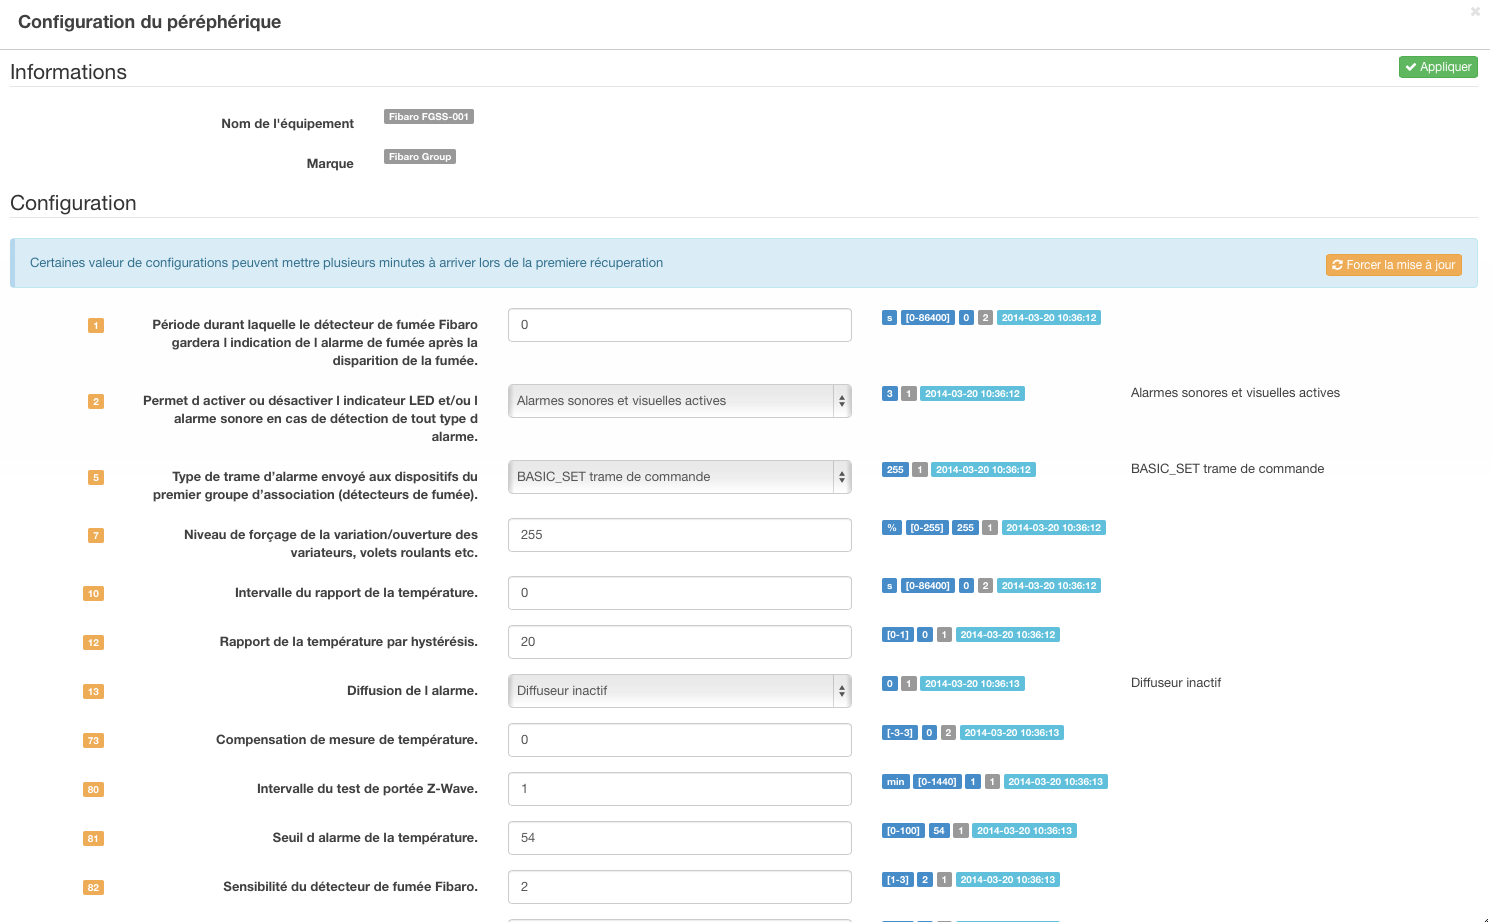 Configuration du péréphérique
×
Informations
Appliquer
Nom de l'équipement
Fibaro FGSS-001
Marque
Fibaro Group
Configuration
Certaines valeur de configurations peuvent mettre plusieurs minutes à arriver lors de la premiere récuperation
Forcer la mise à jour
1
Période durant laquelle le détecteur de fumée Fibaro
gardera l indication de l alarme de fumée après la
disparition de la fumée.
0
s [0-86400] 0 2 2014-03-20 10:36:12
2
Permet d activer ou désactiver l indicateur LED et/ou l
alarme sonore en cas de détection de tout type d
alarme.
Alarmes sonores et visuelles actives
3 1 2014-03-20 10:36:12
Alarmes sonores et visuelles actives
5
Type de trame d’alarme envoyé aux dispositifs du
premier groupe d’association (détecteurs de fumée).
BASIC_SET trame de commande
255 1 2014-03-20 10:36:12
BASIC_SET trame de commande
7
Niveau de forçage de la variation/ouverture des
variateurs, volets roulants etc.
255
% [0-255] 255 1 2014-03-20 10:36:12
10
Intervalle du rapport de la température.
0
s [0-86400] 0 2 2014-03-20 10:36:12
12
Rapport de la température par hystérésis.
20
[0-1] 0 1 2014-03-20 10:36:12
13
Diffusion de l alarme.
Diffuseur inactif
0 1 2014-03-20 10:36:13
Diffuseur inactif
73
Compensation de mesure de température.
0
[-3-3] 0 2 2014-03-20 10:36:13
80
Intervalle du test de portée Z-Wave.
1
min [0-1440] 1 1 2014-03-20 10:36:13
81
Seuil d alarme de la température.
54
[0-100] 54 1 2014-03-20 10:36:13
82
Sensibilité du détecteur de fumée Fibaro.
2
[1-3] 2 1 2014-03-20 10:36:13